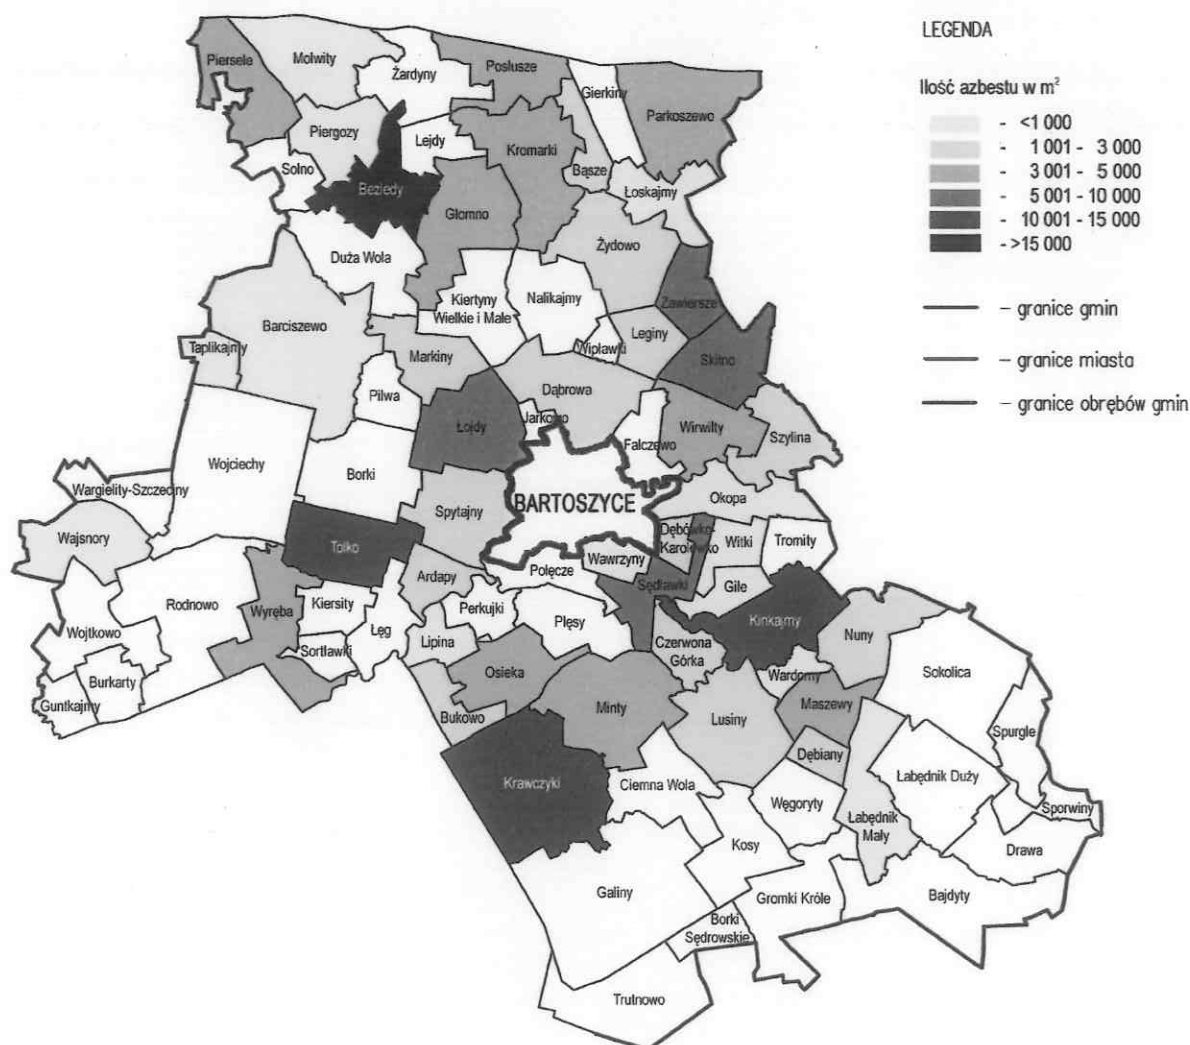 LEGENDA
Ilość azbestu w m²
- <1 000
- 1 001 - 3 000
- 3 001 - 5 000
- 5 001 - 10 000
- 10 001 - 15 000
- >15 000
- granice gmin
- granice miasta
- granice obrębów gmin
Piersele
Molwity
Żardyny
Posłusze
Gierkiny
Parkoszewo
Piergozy
Lejdy
Kromarki
Bąsze
Solno
Bezledy
Głomno
Łoskajmy
Duża Wola
Żydowo
Kiertyny
Wielkie i Małe
Nalikajmy
Zawiersze
Barciszewo
Taplikajmy
Markiny
Wipławki
Leginy
Skitno
Pilwa
Dąbrowa
Jarkowo
Łojdy
Falczewo
Wirwilty
Szylina
Wojciechy
Borki
Wargielity-Szczeciny
BARTOSZYCE
Okopa
Spytajny
Wajsnory
Tolko
Dębówko-
Karolewko
Witki
Tromity
Wawrzyny
Połęcze
Ardapy
Sędławki
Gile
Rodnowo
Wyręba
Kiersity
Perkujki
Plęsy
Kinkajmy
Wojtkowo
Łęg
Lipina
Czerwona
Górka
Nuny
Sortławki
Burkarty
Osieka
Wardomy
Sokolica
Guntkajmy
Bukowo
Minty
Lusiny
Maszewy
Spurgle
Dębiany
Krawczyki
Ciemna Wola
Łabędnik Duży
Węgoryty
Sporwiny
Łabędnik
Mały
Kosy
Drawa
Galiny
Gromki Króle
Bajdyty
Borki
Sędrowskie
Trutnowo